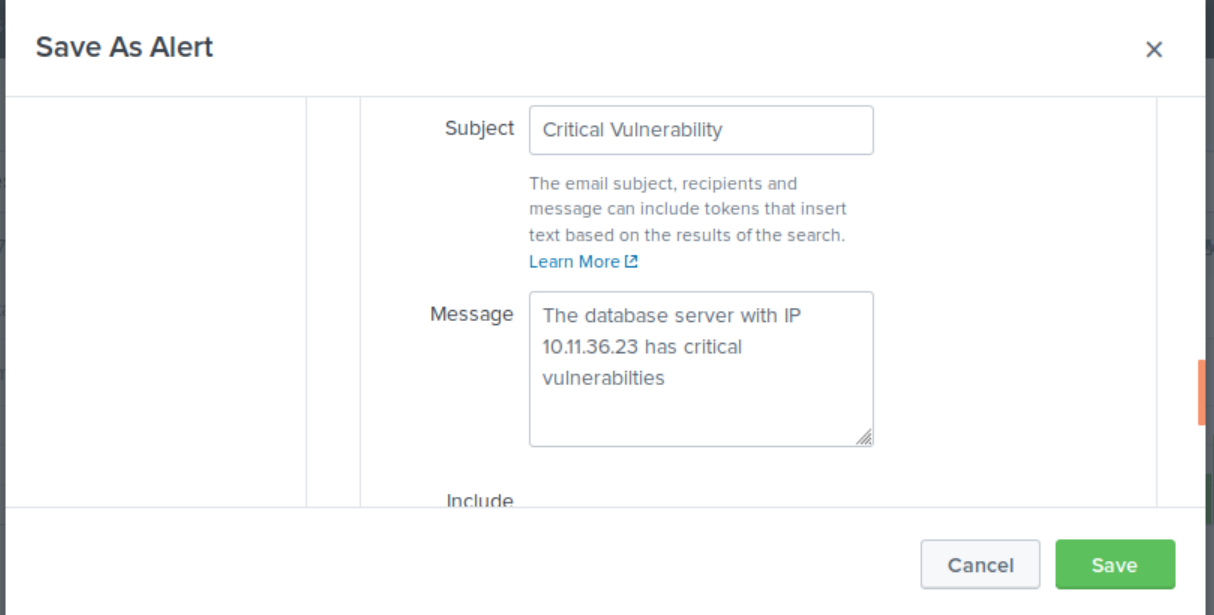 Save As Alert
×
Subject
Critical Vulnerability
The email subject, recipients and
message can include tokens that insert
text based on the results of the search.
Learn More
Message
The database server with IP
10.11.36.23 has critical
vulnerabilties
Include
Cancel
Save